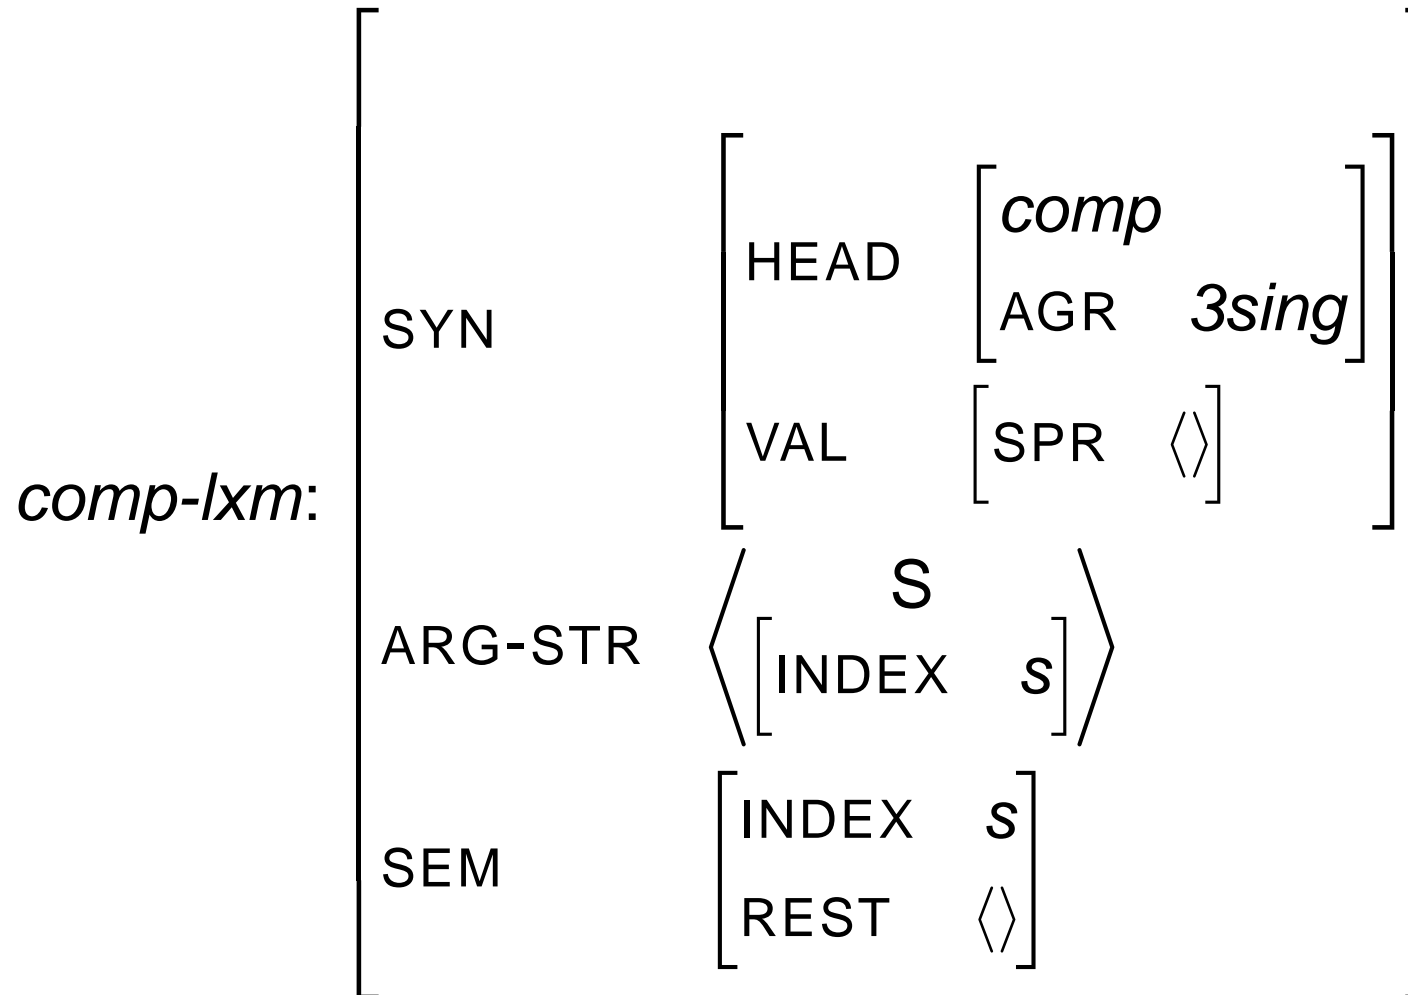 comp
HEAD
AGR 3sing
SYN
VAL [SPR ⟨⟩]
comp-lxm:
S
ARG-STR ⟨[INDEX s]⟩
INDEX s
SEM
REST ⟨⟩